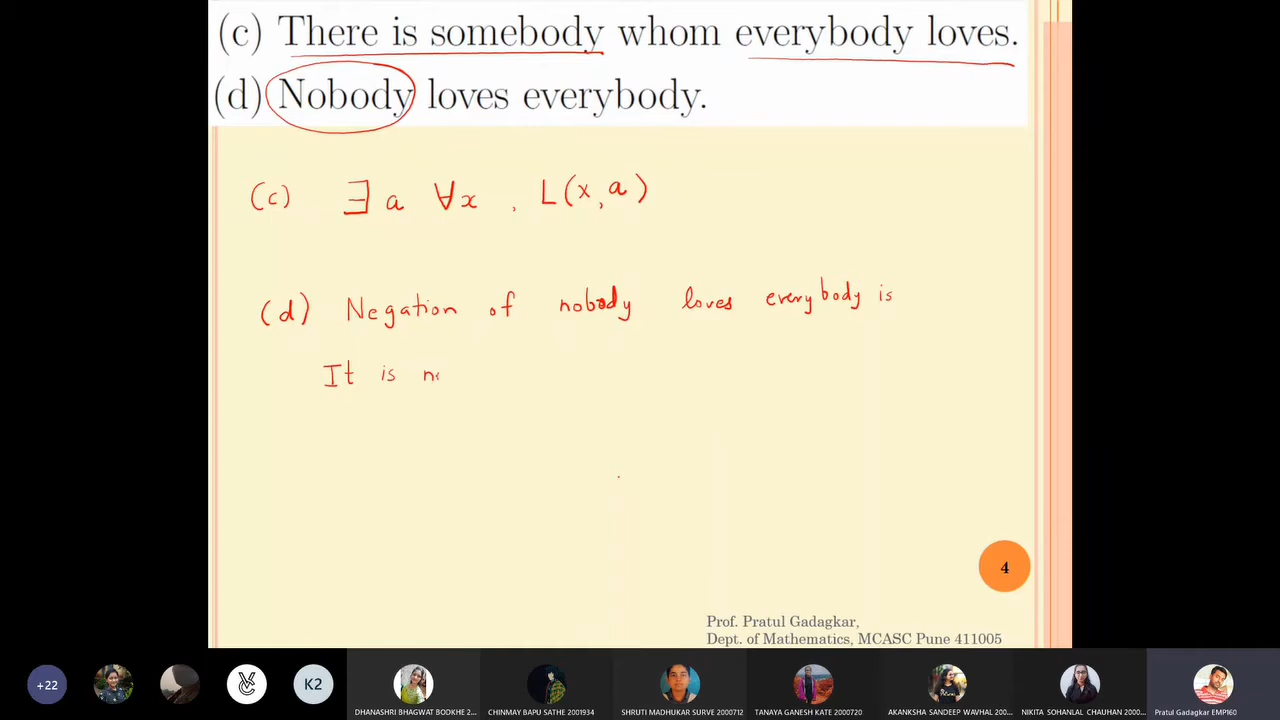 (c) There is somebody whom everybody loves.
(d) Nobody loves everybody.
(c) ∃ a ∀x , L(x, a)
(d) Negation of nobody loves everybody is
It is no
4
Prof. Pratul Gadagkar,
Dept. of Mathematics, MCASC Pune 411005
+22
K2
DHANASHRI BHAGWAT BODKHE 2...
CHINMAY BAPU SATHE 2001934
SHRUTI MADHUKAR SURVE 2000712
TANAYA GANESH KATE 2000720
AKANKSHA SANDEEP WAVHAL 200...
NIKITA SOHANLAL CHAUHAN 2000...
Pratul Gadagkar EMP160